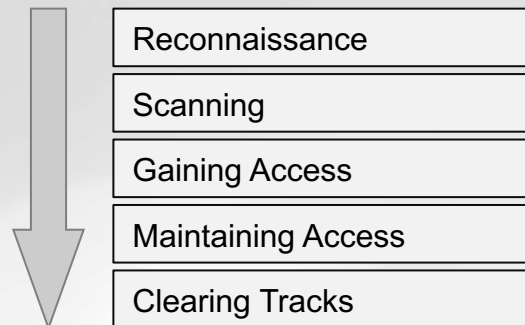 Reconnaissance
Scanning
Gaining Access
Maintaining Access
Clearing Tracks